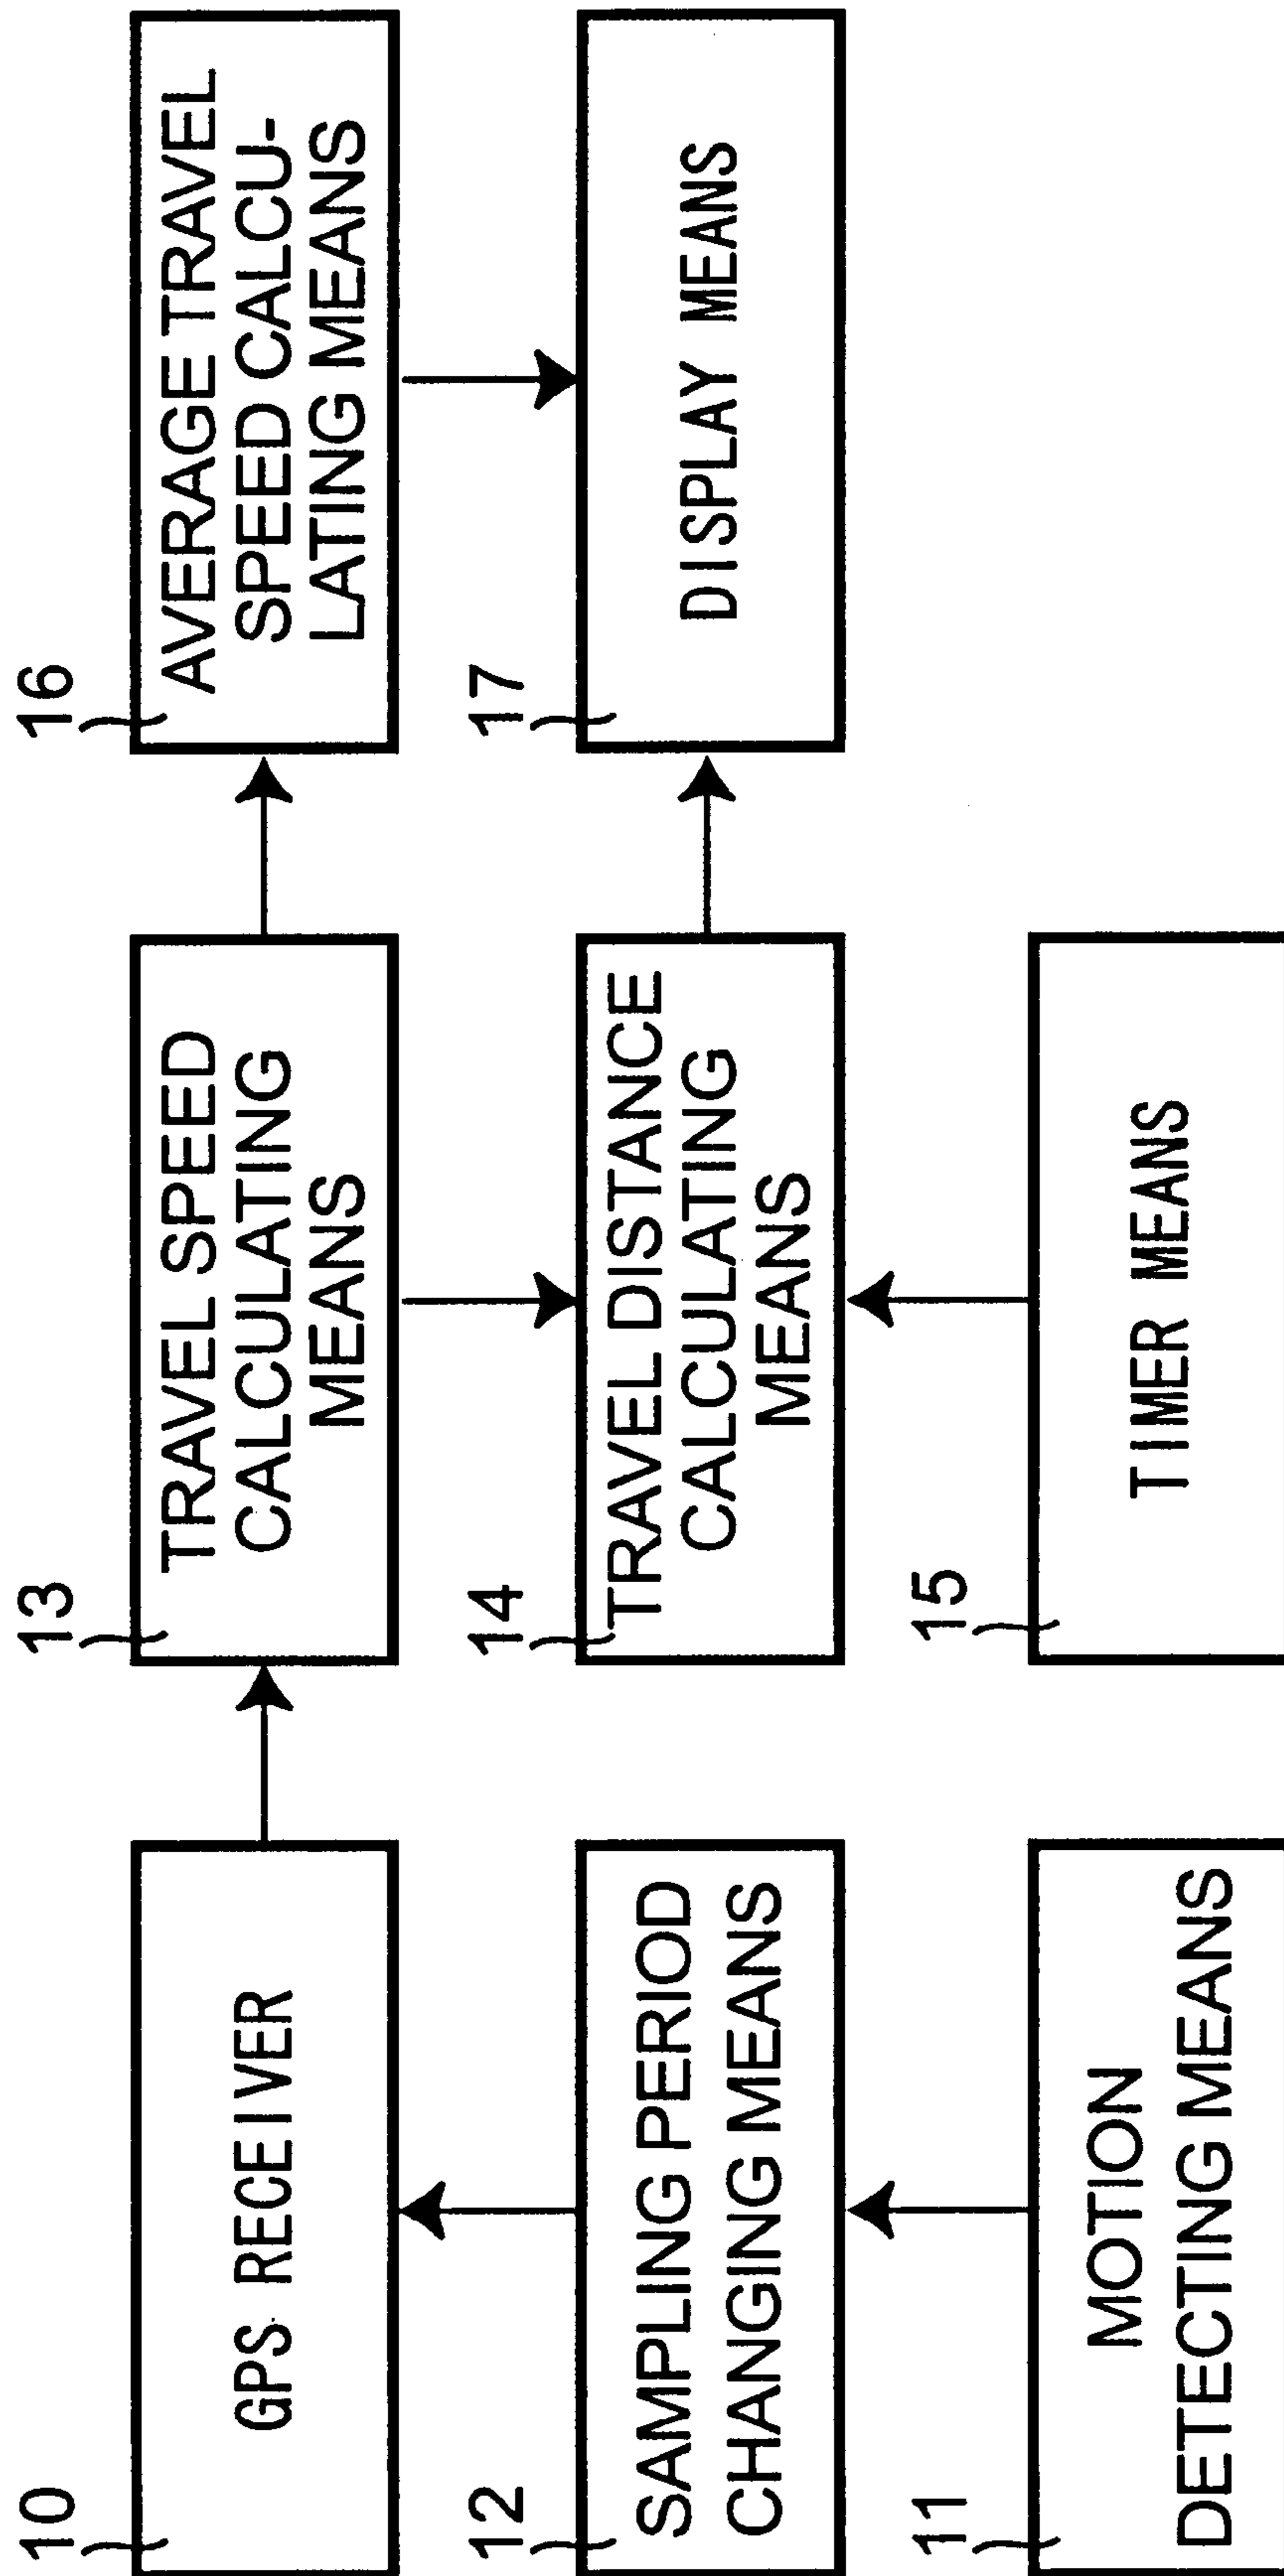 10
GPS RECEIVER
13
TRAVEL SPEED
CALCULATING
MEANS
16
AVERAGE TRAVEL
SPEED CALCU-
LATING MEANS
12
SAMPLING PERIOD
CHANGING MEANS
14
TRAVEL DISTANCE
CALCULATING
MEANS
17
DISPLAY MEANS
11
MOTION
DETECTING MEANS
15
TIMER MEANS